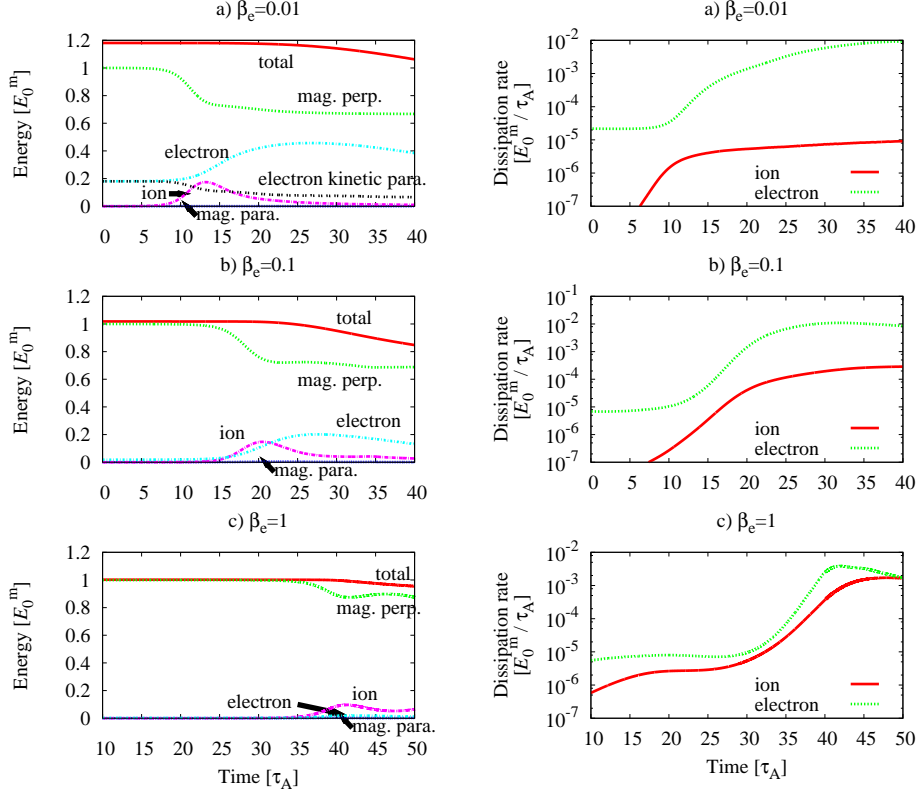 a) βe=0.01
Energy [E0^m]
1.2
1
0.8
0.6
0.4
0.2
0
total
mag. perp.
electron
electron kinetic para.
ion
mag. para.
0 5 10 15 20 25 30 35 40
a) βe=0.01
Dissipation rate
[E0^m / τA]
10^-2
10^-3
10^-4
10^-5
10^-6
10^-7
ion
electron
0 5 10 15 20 25 30 35 40
b) βe=0.1
Energy [E0^m]
1.2
1
0.8
0.6
0.4
0.2
0
total
mag. perp.
ion
electron
mag. para.
0 5 10 15 20 25 30 35 40
b) βe=0.1
Dissipation rate
[E0^m / τA]
10^-1
10^-2
10^-3
10^-4
10^-5
10^-6
10^-7
ion
electron
0 5 10 15 20 25 30 35 40
c) βe=1
Energy [E0^m]
1.2
1
0.8
0.6
0.4
0.2
0
total
mag. perp.
electron
ion
mag. para.
10 15 20 25 30 35 40 45 50
Time [τA]
c) βe=1
Dissipation rate
[E0^m / τA]
10^-2
10^-3
10^-4
10^-5
10^-6
10^-7
ion
electron
10 15 20 25 30 35 40 45 50
Time [τA]